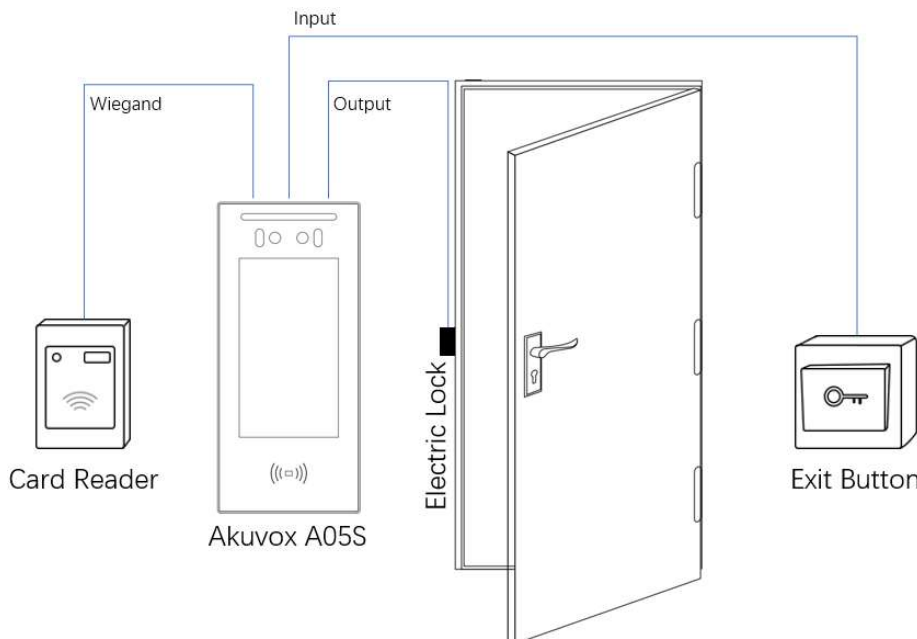 Input
Wiegand
Output
Electric Lock
Card Reader
Exit Button
Akuvox A05S